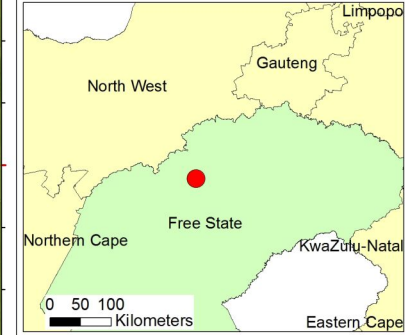 Limpopo
Gauteng
North West
Free State
Northern Cape
KwaZulu-Natal
0 50 100
Kilometers
Eastern Cape